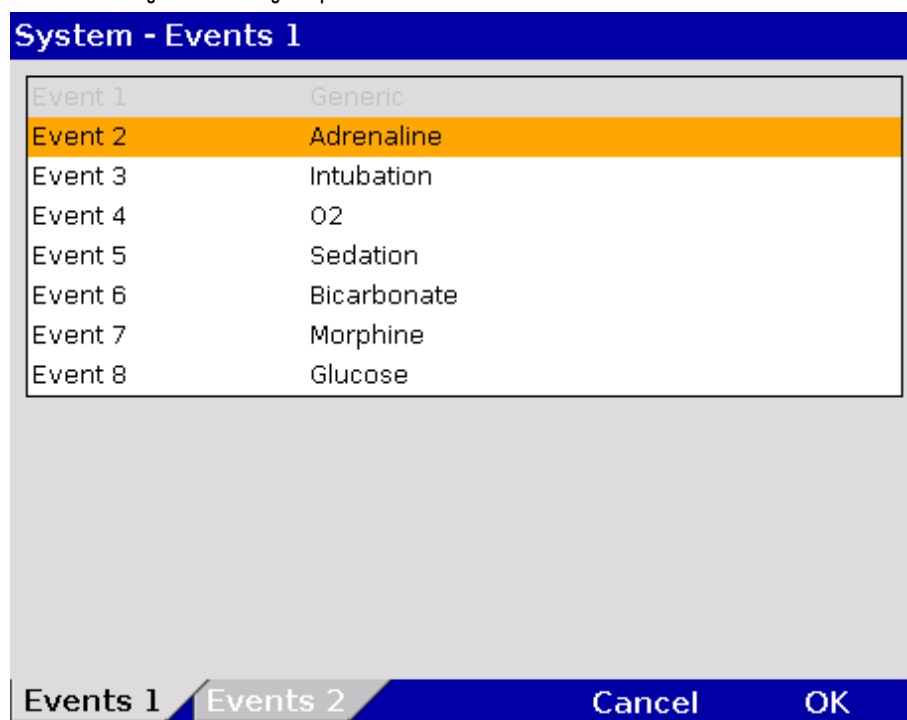 System - Events 1
Event 1 Generic
Event 2 Adrenaline
Event 3 Intubation
Event 4 O2
Event 5 Sedation
Event 6 Bicarbonate
Event 7 Morphine
Event 8 Glucose
Events 1 Events 2 Cancel OK